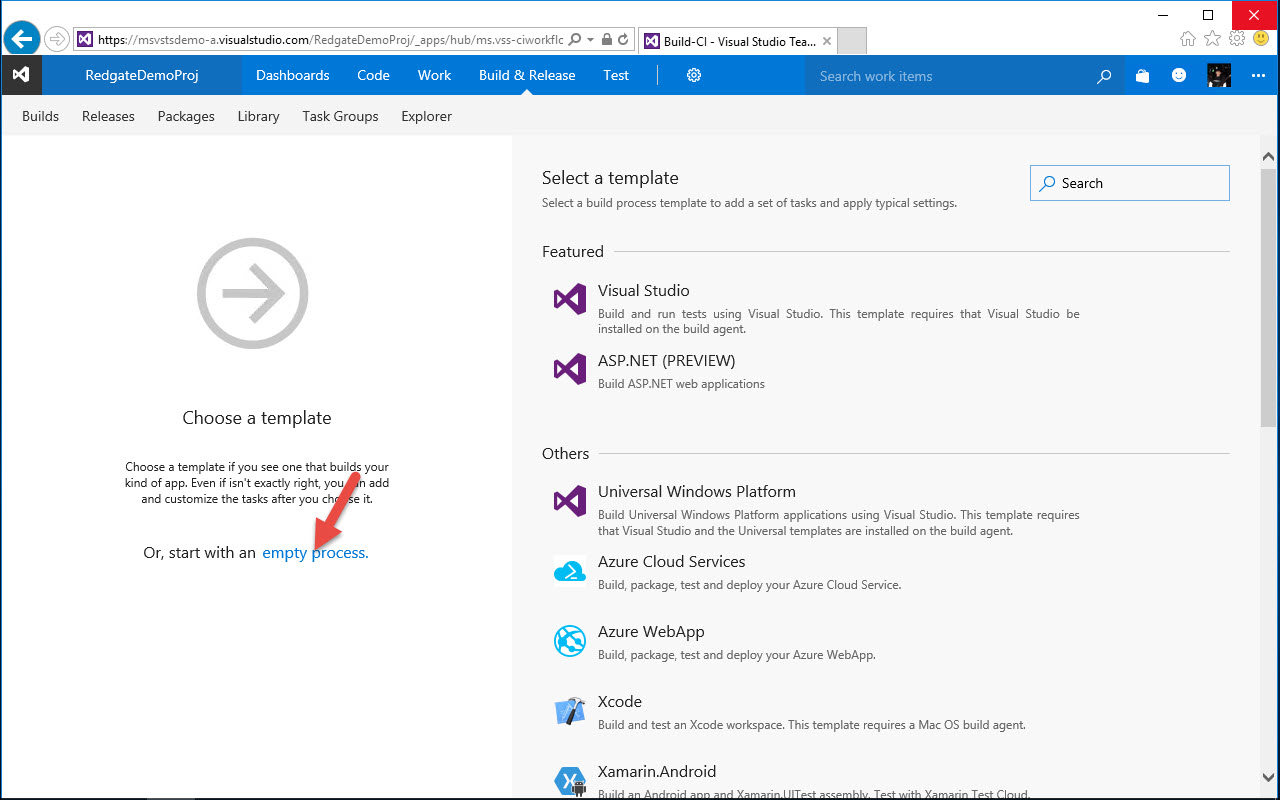 https://msvstsdemo-a.visualstudio.com/RedgateDemoProj/_apps/hub/ms.vss-ciworkflc
Build-CI - Visual Studio Tea...
RedgateDemoProj
Dashboards
Code
Work
Build & Release
Test
Search work items
Builds
Releases
Packages
Library
Task Groups
Explorer
Choose a template
Choose a template if you see one that builds your
kind of app. Even if isn't exactly right, you can add
and customize the tasks after you choose it.
Or, start with an empty process.
Select a template
Select a build process template to add a set of tasks and apply typical settings.
Search
Featured
Visual Studio
Build and run tests using Visual Studio. This template requires that Visual Studio be
installed on the build agent.
ASP.NET (PREVIEW)
Build ASP.NET web applications
Others
Universal Windows Platform
Build Universal Windows Platform applications using Visual Studio. This template requires
that Visual Studio and the Universal templates are installed on the build agent.
Azure Cloud Services
Build, package, test and deploy your Azure Cloud Service.
Azure WebApp
Build, package, test and deploy your Azure WebApp.
Xcode
Build and test an Xcode workspace. This template requires a Mac OS build agent.
Xamarin.Android
Build an Android app and Xamarin.UITest assembly. Test with Xamarin Test Cloud.